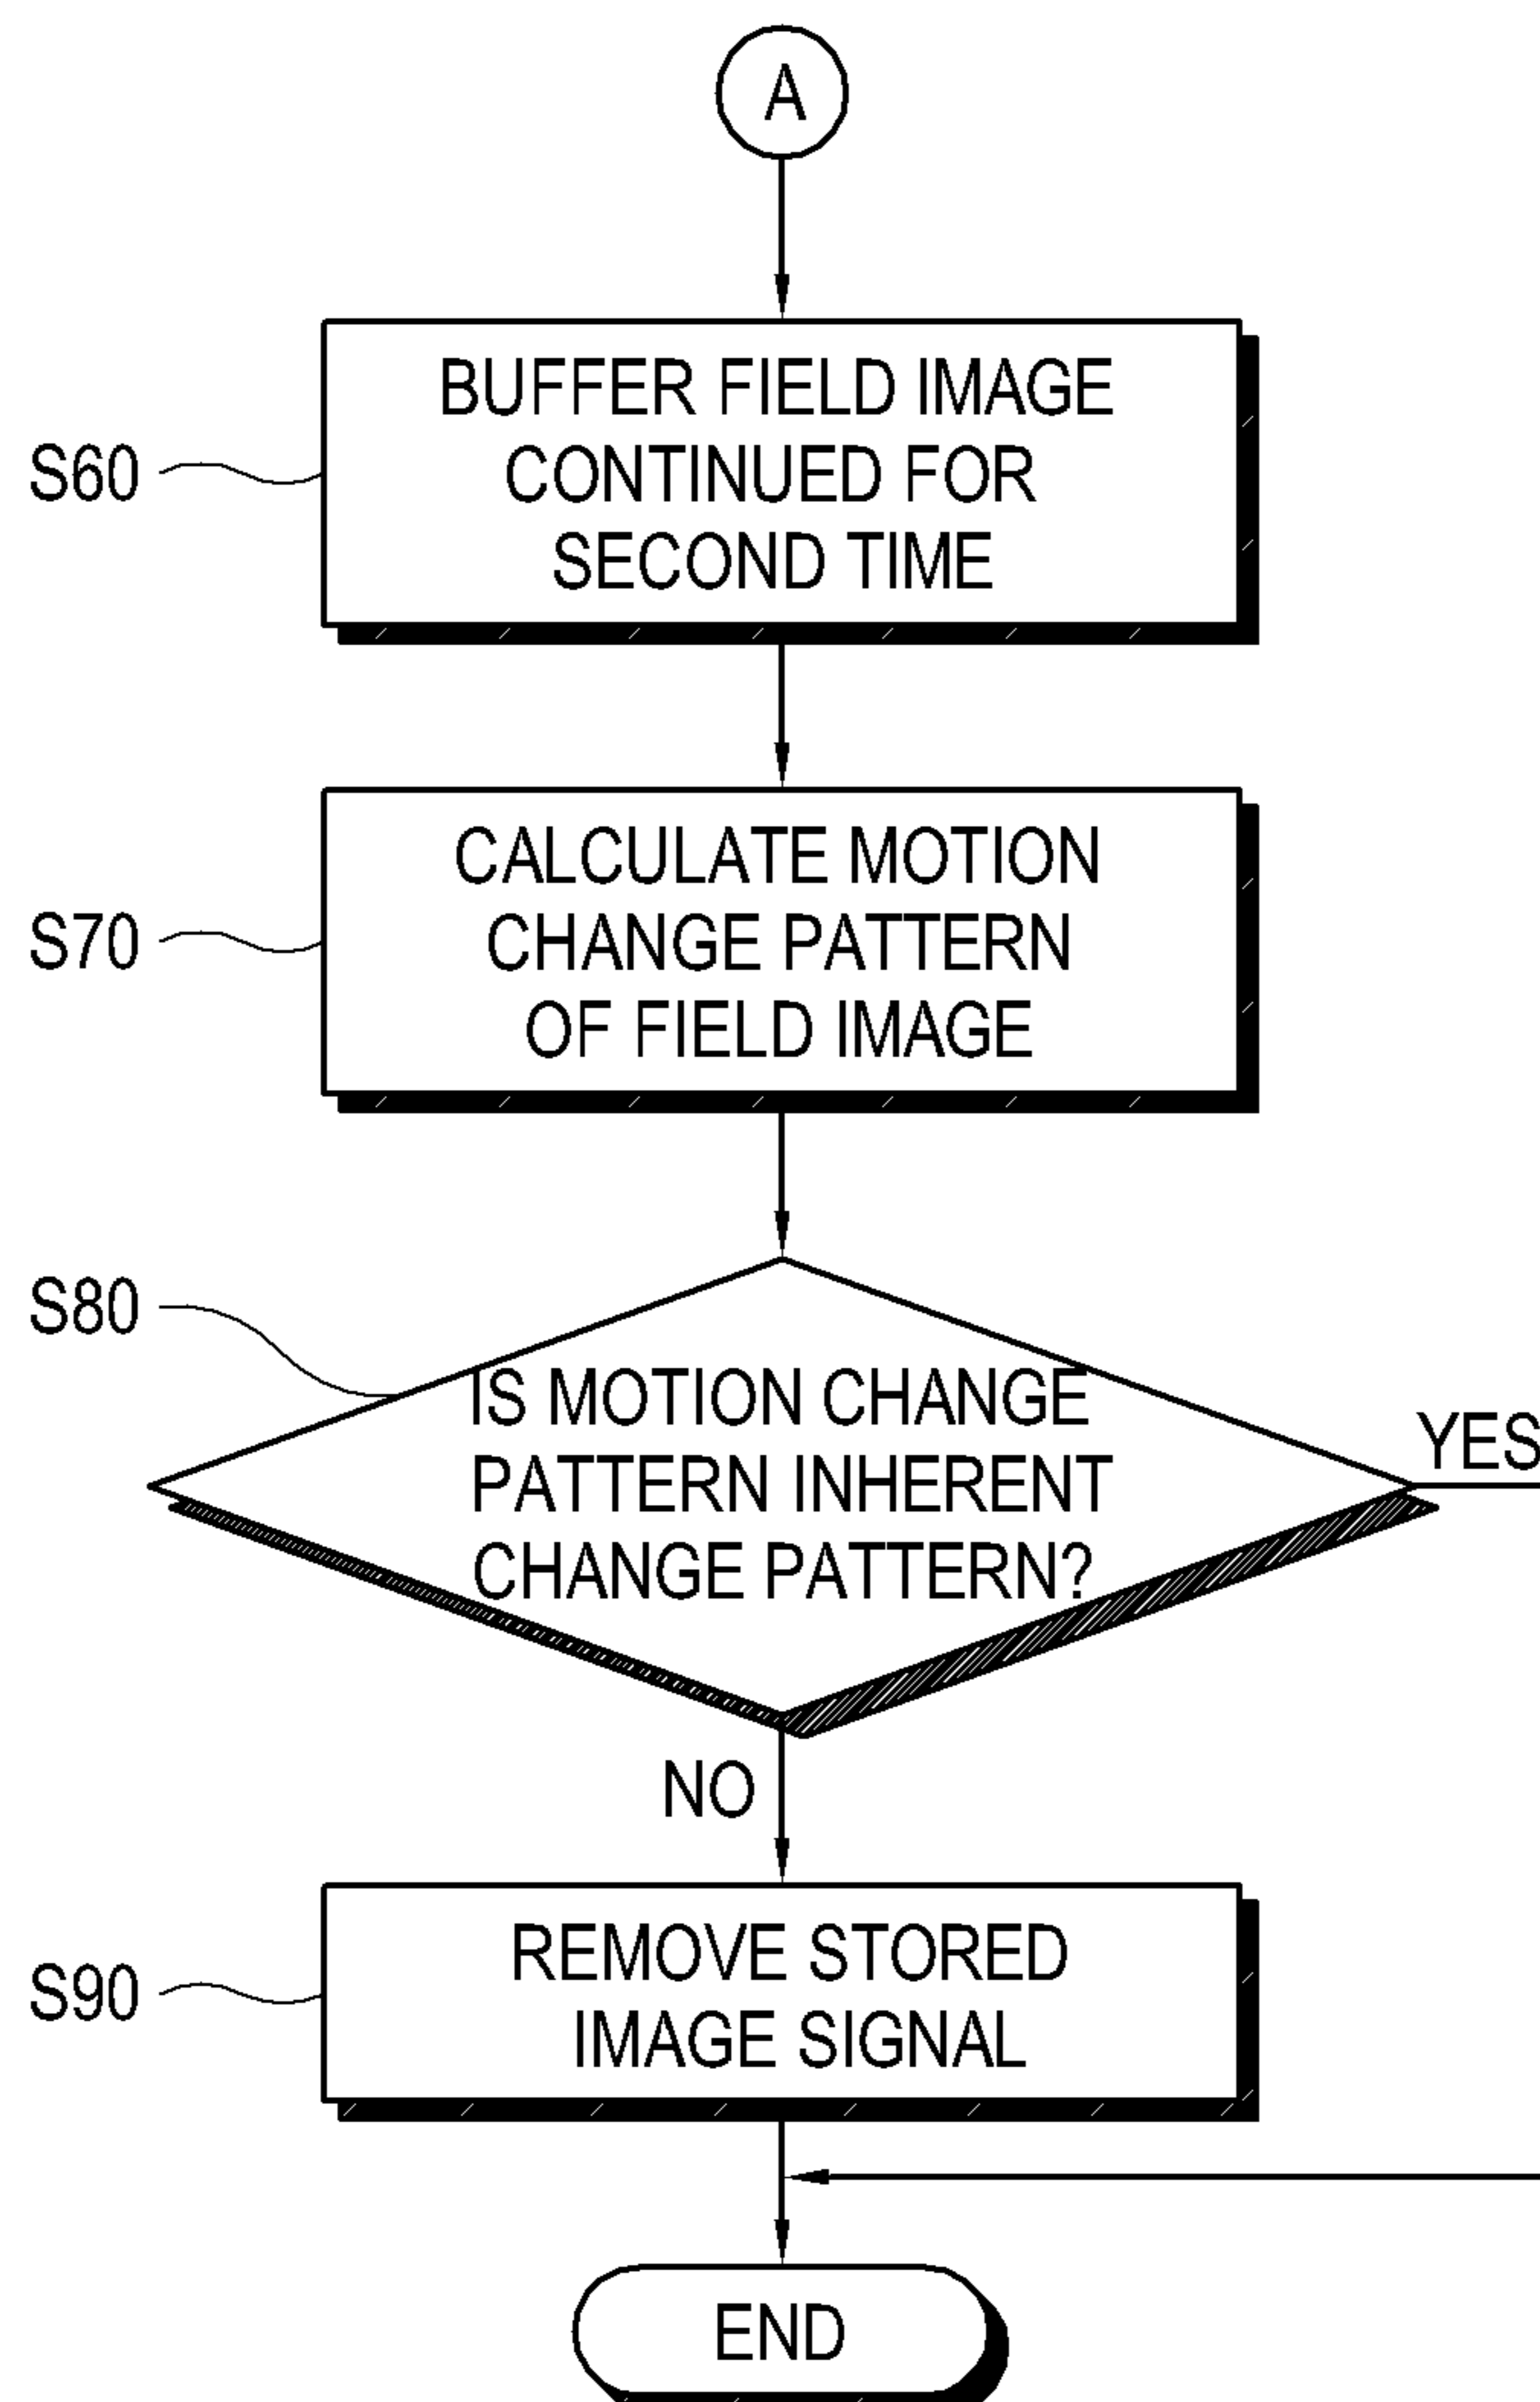 A
BUFFER FIELD IMAGE
CONTINUED FOR
SECOND TIME
S60
CALCULATE MOTION
CHANGE PATTERN
OF FIELD IMAGE
S70
S80
IS MOTION CHANGE
PATTERN INHERENT
CHANGE PATTERN?
YES
NO
REMOVE STORED
IMAGE SIGNAL
S90
END